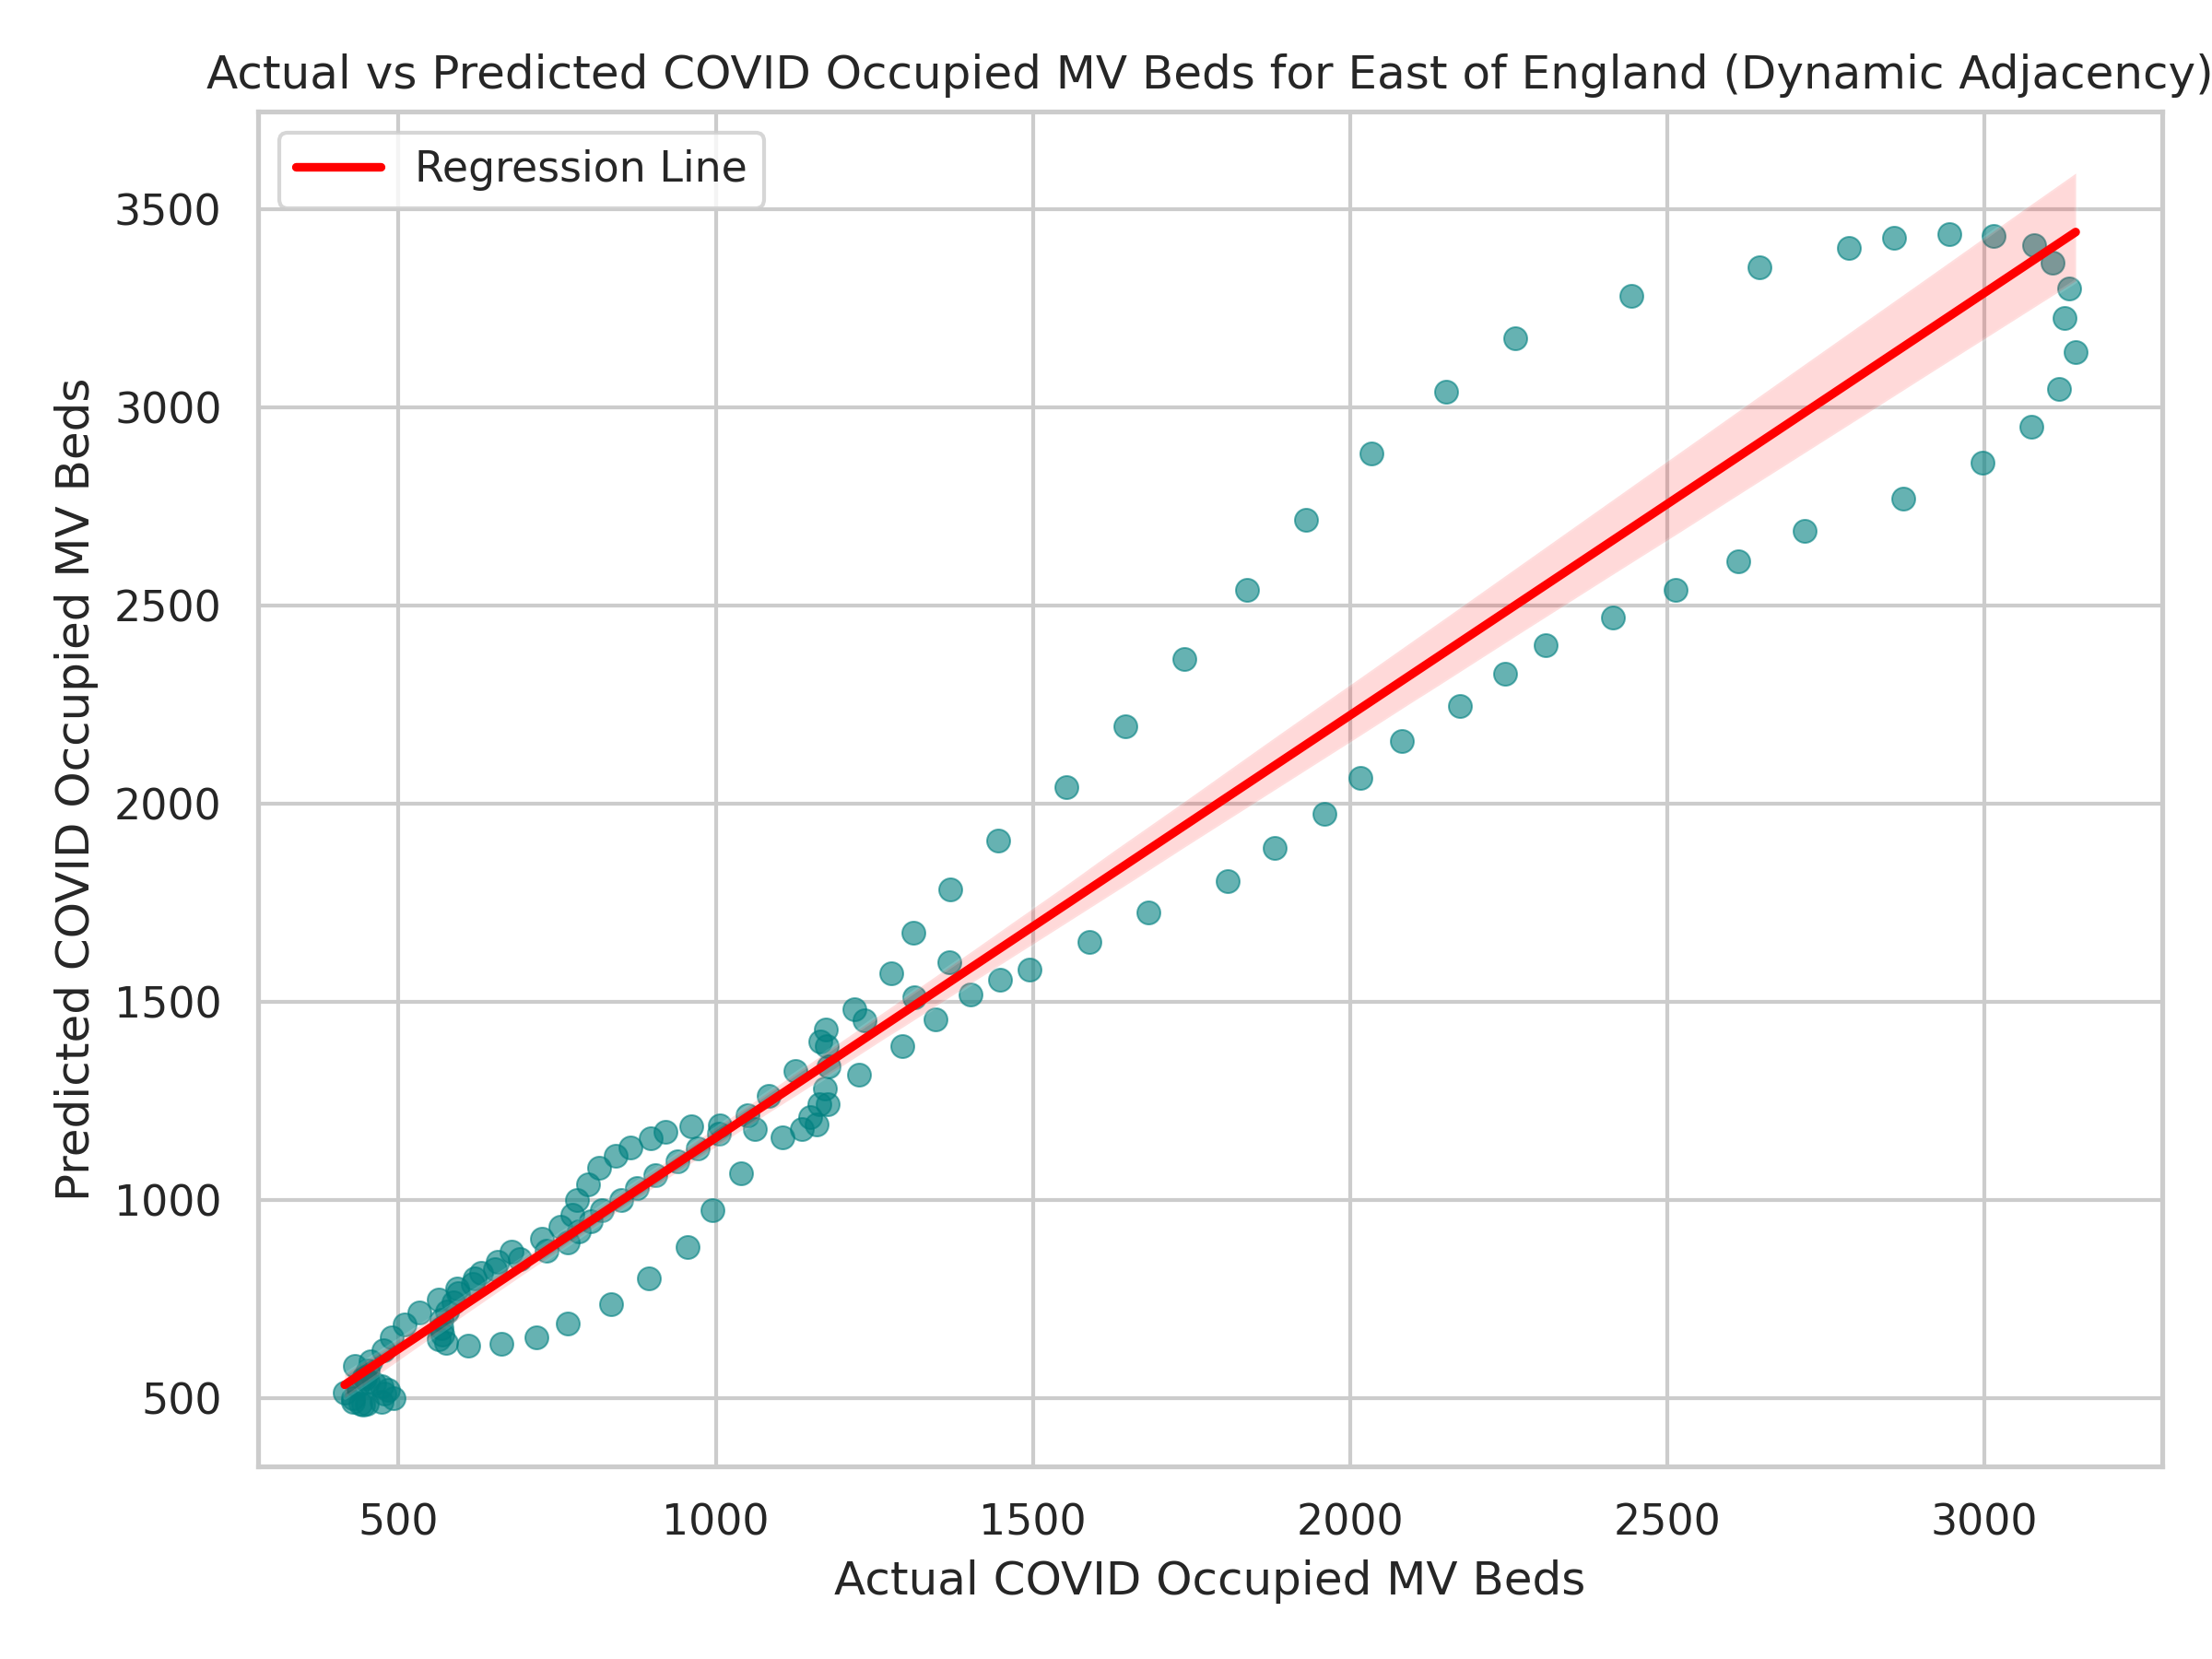 Actual vs Predicted COVID Occupied MV Beds for East of England (Dynamic Adjacency)
Regression Line
Predicted COVID Occupied MV Beds
3500
3000
2500
2000
1500
1000
500
500 1000 1500 2000 2500 3000
Actual COVID Occupied MV Beds